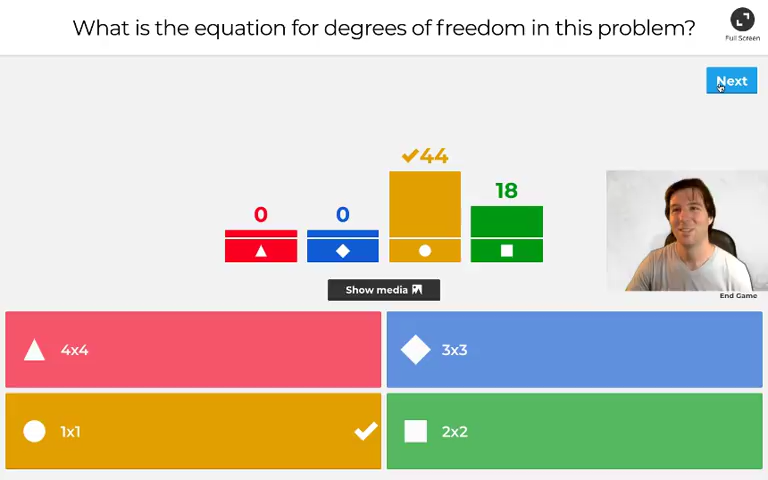 What is the equation for degrees of freedom in this problem?
Full Screen
Next
44
18
0
0
Show media
End Game
4x4
3x3
1x1
2x2